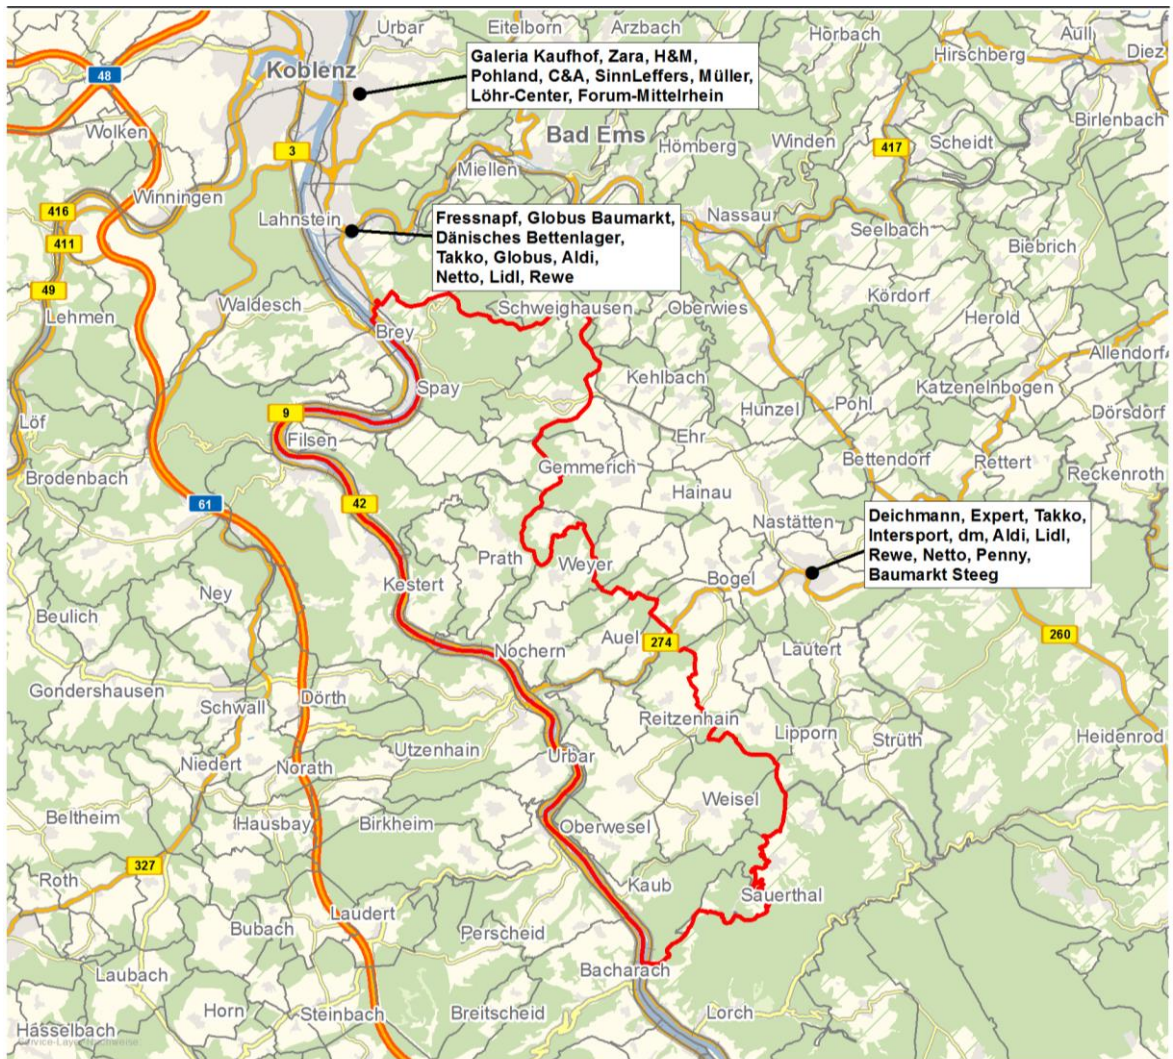 Urbar
Eitelborn
Arzbach
Hörbach
Aull
Hirschberg
Diez
Koblenz
Galeria Kaufhof, Zara, H&M,
Pohland, C&A, SinnLeffers, Müller,
Löhr-Center, Forum-Mittelrhein
48
Wolken
Bad Ems
Birlenbach
3
Hömberg
Winden
417
Scheidt
Miellen
Winningen
416
Lahnstein
Fressnapf, Globus Baumarkt,
Dänisches Bettenlager,
Takko, Globus, Aldi,
Netto, Lidl, Rewe
Nassau
Seelbach
411
Biebrich
49
Lehmen
Waldesch
Schweighausen
Oberwies
Kördorf
Herold
Brey
Allendorf
Spay
Kehlbach
Katzenelnbogen
9
Hunzel
Pohl
Dörsdorf
Löf
Filsen
Ehr
Gemmerich
Bettendorf
Rettert
Reckenroth
Brodenbach
61
42
Hainau
Nastätten
Deichmann, Expert, Takko,
Intersport, dm, Aldi, Lidl,
Rewe, Netto, Penny,
Baumarkt Steeg
Prath
Weyer
Bogel
Ney
Kestert
Beulich
Auel
274
Lautert
260
Nochern
Gondershausen
Schwall
Dörth
Reitzenhain
Lipporn
Strüth
Heidenrod
Utzenhain
Urbar
Niedert
Norath
Weisel
Beltheim
Hausbay
Birkheim
Oberwesel
327
Roth
Kaub
Sauerthal
Laudert
Bubach
Perscheid
Laubach
Bacharach
Horn
Steinbach
Breitscheid
Lorch
Hasselbach